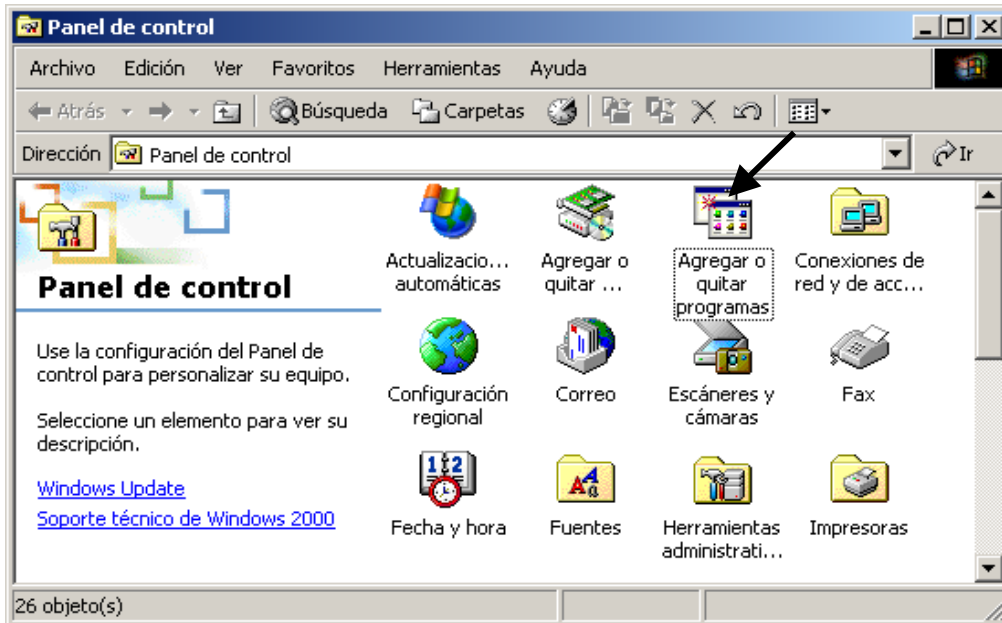 Panel de control
Archivo Edición Ver Favoritos Herramientas Ayuda
Atrás Búsqueda Carpetas
Dirección Panel de control Ir
Panel de control
Use la configuración del Panel de
control para personalizar su equipo.
Seleccione un elemento para ver su
descripción.
Windows Update
Soporte técnico de Windows 2000
Actualizacio...
automáticas
Agregar o
quitar ...
Agregar o
quitar
programas
Conexiones de
red y de acc...
Configuración
regional
Correo
Escáneres y
cámaras
Fax
Fecha y hora
Fuentes
Herramientas
administrati...
Impresoras
26 objeto(s)